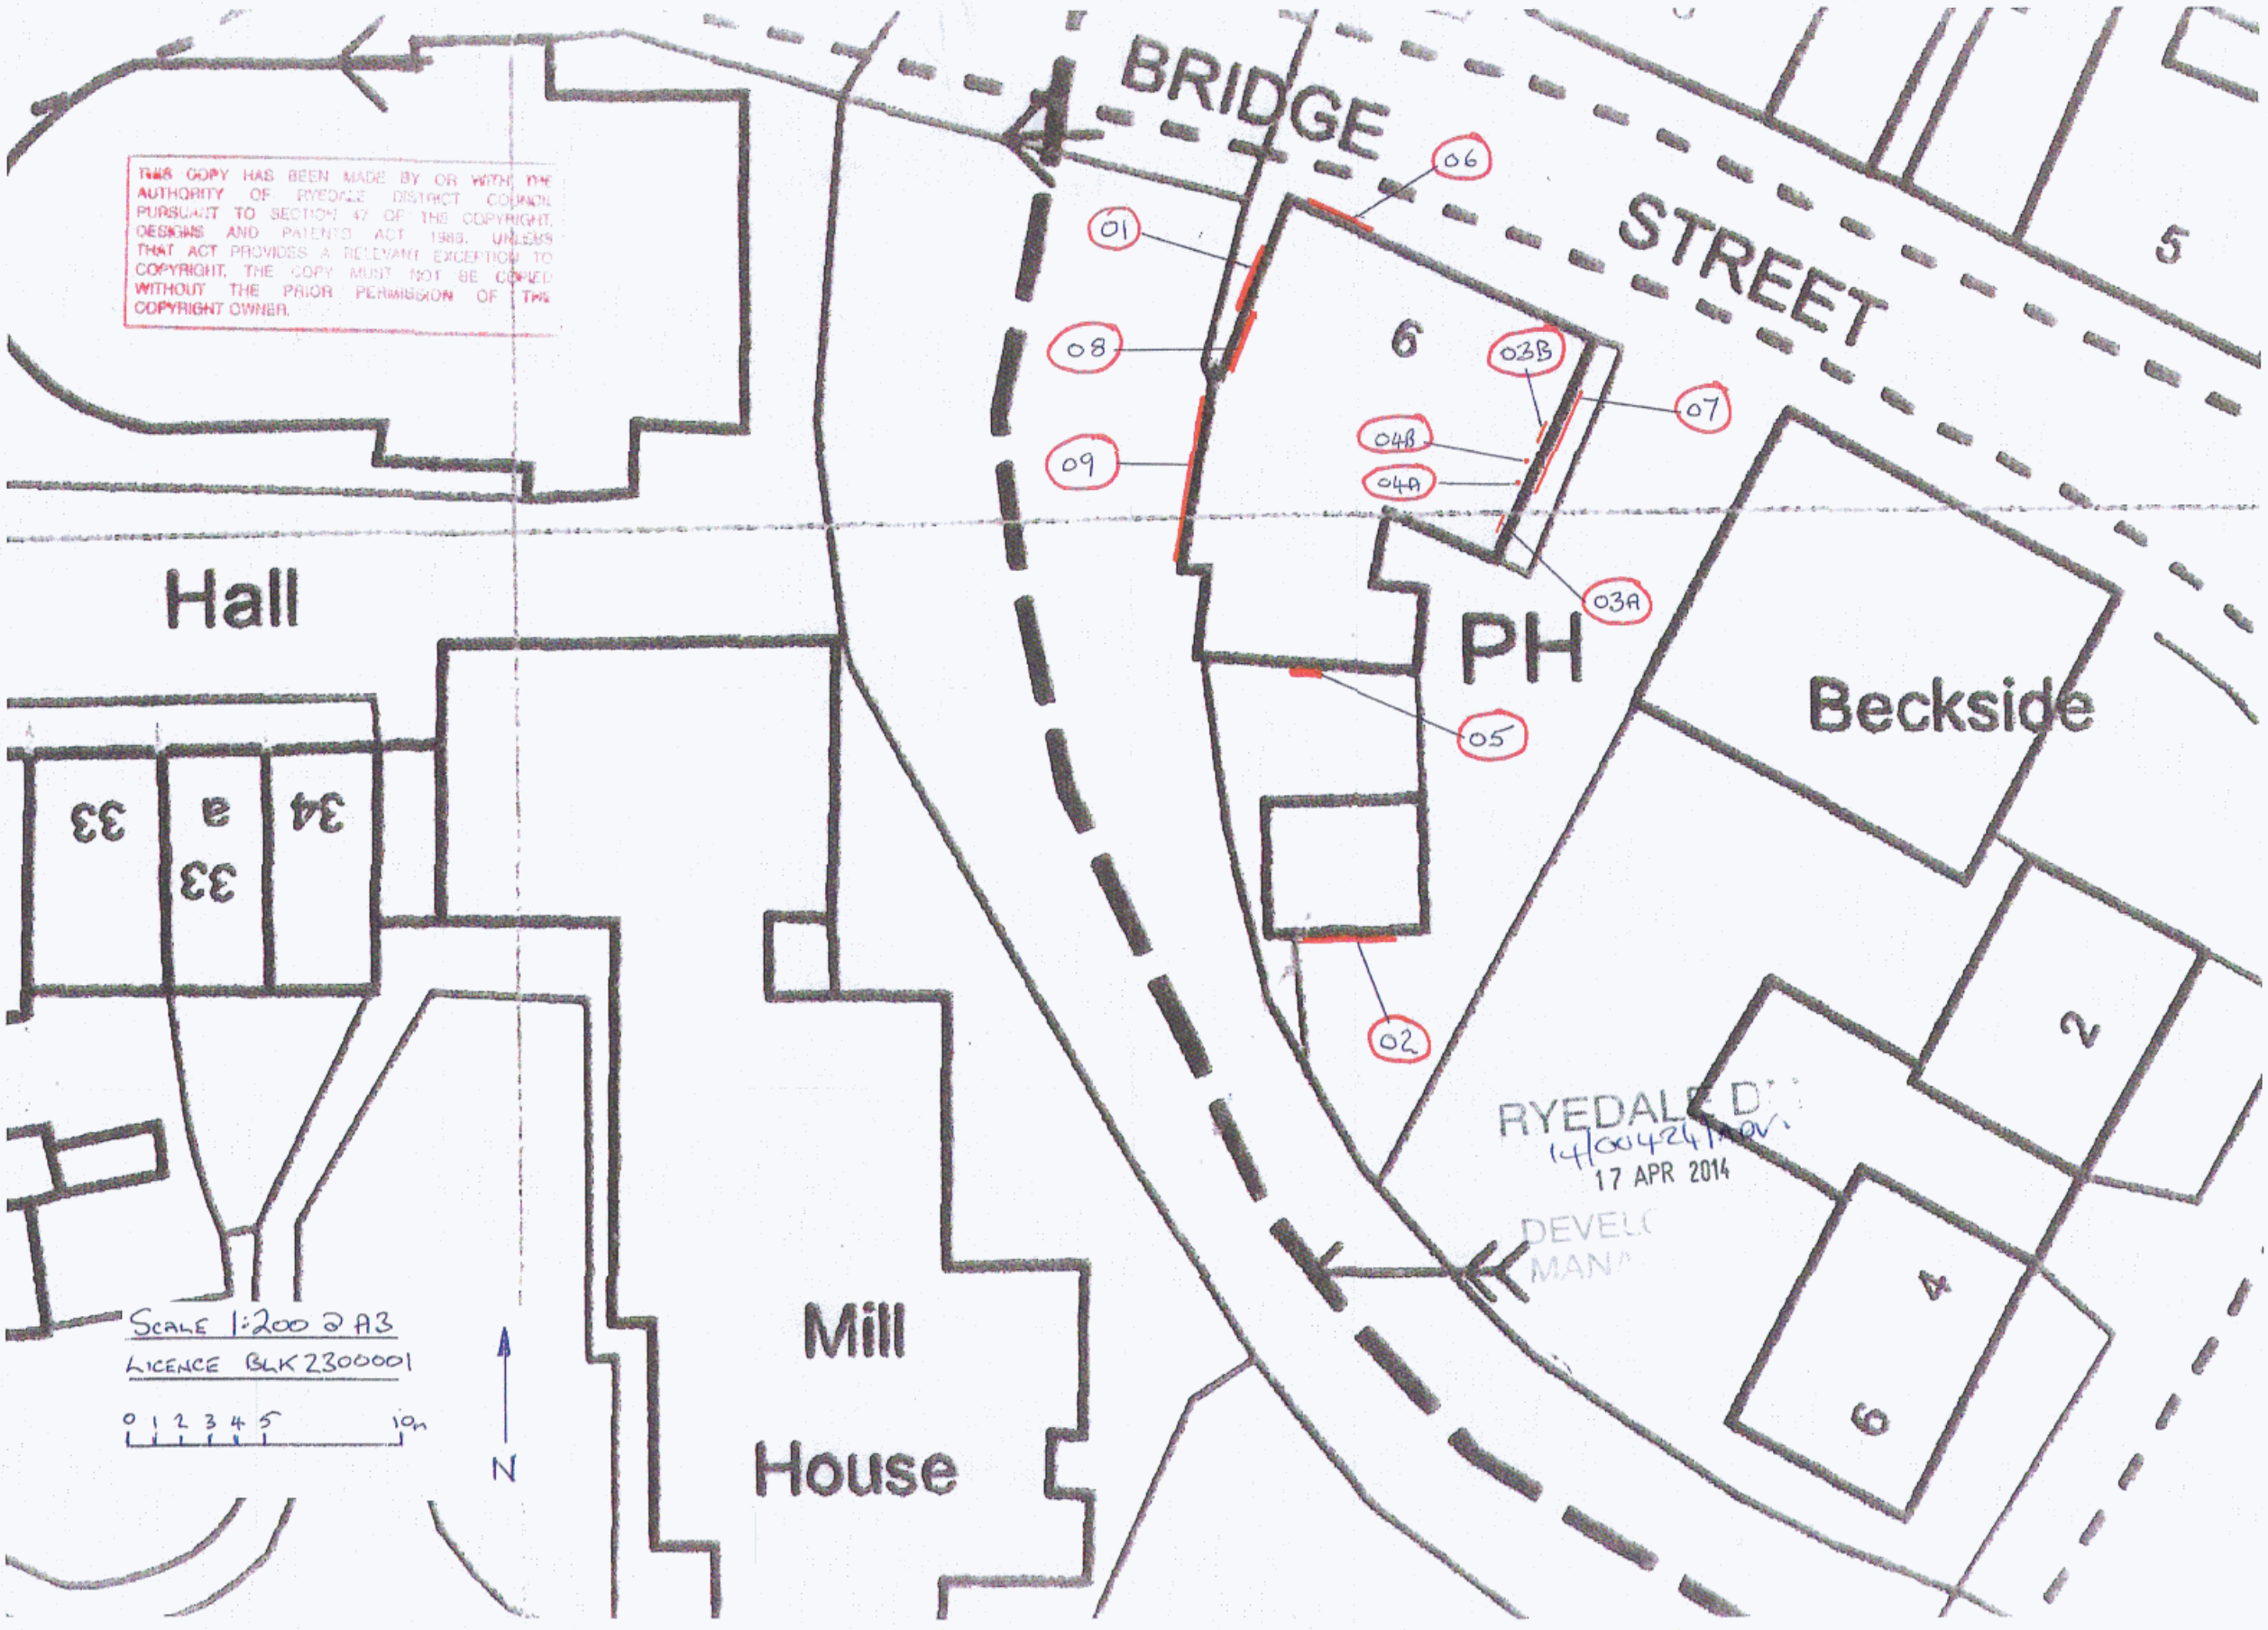 BRIDGE
STREET
THIS COPY HAS BEEN MADE BY OR WITH THE
AUTHORITY OF RYEDALE DISTRICT COUNCIL
PURSUANT TO SECTION 47 OF THE COPYRIGHT,
DESIGNS AND PATENTS ACT 1988. UNLESS
THAT ACT PROVIDES A RELEVANT EXCEPTION TO
COPYRIGHT, THE COPY MUST NOT BE COPIED
WITHOUT THE PRIOR PERMISSION OF THE
COPYRIGHT OWNER.
06
01
5
08
6
03B
07
04B
09
04A
03A
Hall
PH
Beckside
05
33
a
33
34
02
2
RYEDALE D
14/00424/ADV.
17 APR 2014
DEVEL
MAN
4
6
Mill
House
SCALE 1:200 @ A3
LICENCE BLK2300001
0 1 2 3 4 5 10m
N